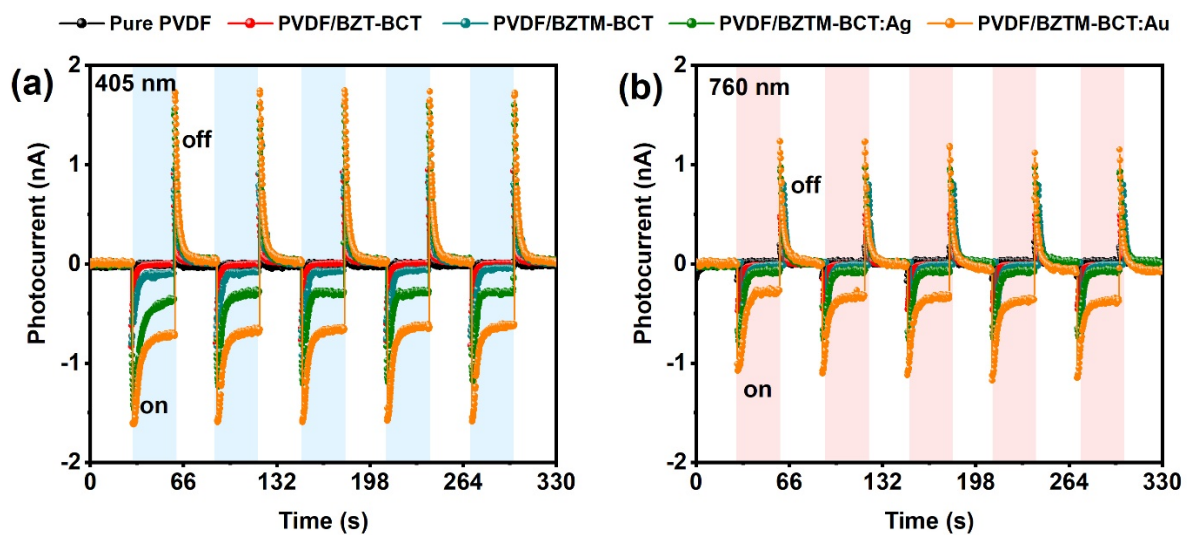 Pure PVDF PVDF/BZT-BCT PVDF/BZTM-BCT PVDF/BZTM-BCT:Ag PVDF/BZTM-BCT:Au
(a)
405 nm
off
on
2
1
0
-1
-2
Photocurrent (nA)
0 66 132 198 264 330
Time (s)
(b)
760 nm
off
on
2
1
0
-1
-2
Photocurrent (nA)
0 66 132 198 264 330
Time (s)